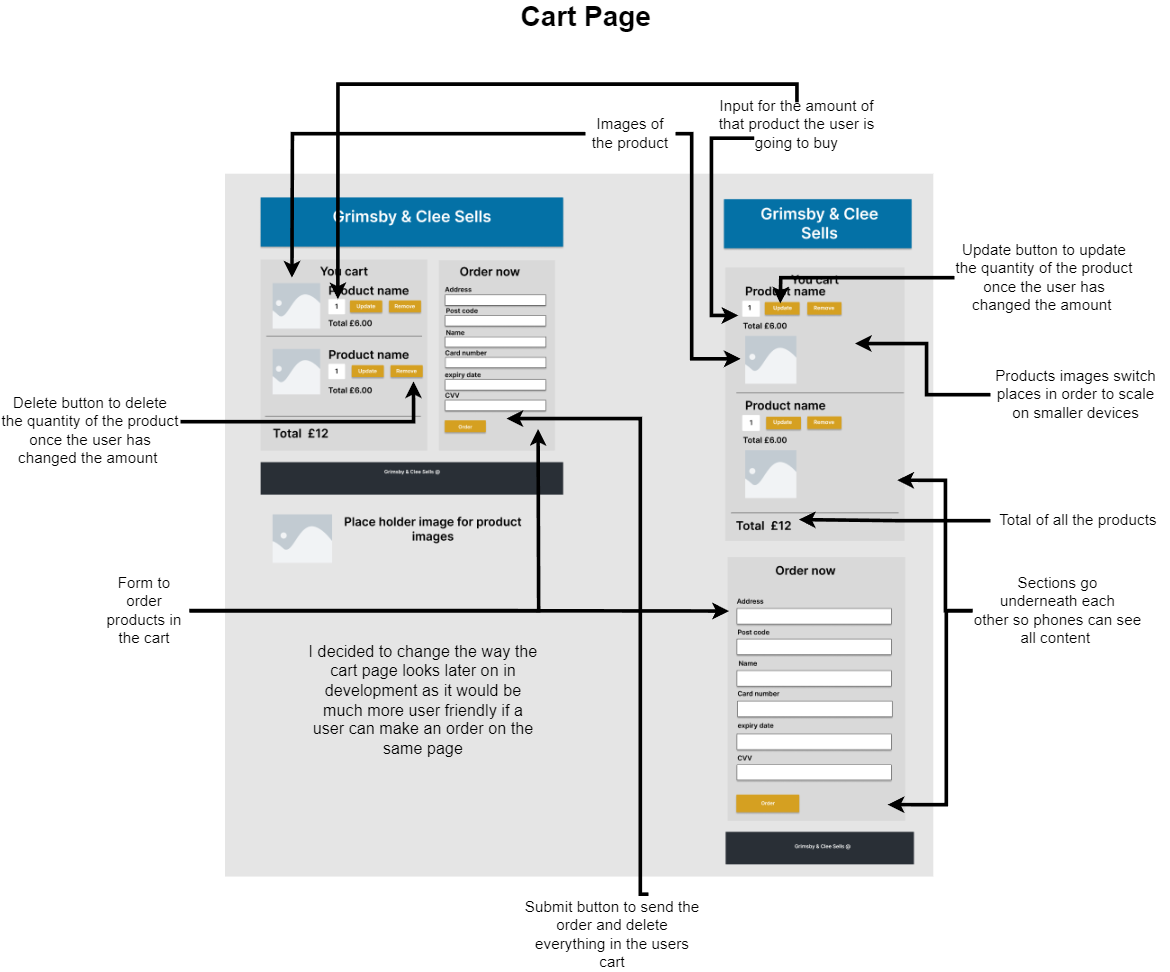 Cart Page
Input for the amount of
that product the user is
going to buy
Images of
the product
Grimsby & Clee Sells
You cart
Product name
1
Update
Remove
Total £6.00
Product name
1
Update
Remove
Total £6.00
Total £12
Order now
Address
Post code
Name
Card number
expiry date
CVV
Order
Grimsby & Clee Sells @
Place holder image for product
images
Delete button to delete
the quantity of the product
once the user has
changed the amount
Form to
order
products in
the cart
I decided to change the way the
cart page looks later on in
development as it would be
much more user friendly if a
user can make an order on the
same page
Grimsby & Clee
Sells
You cart
Product name
1
Update
Remove
Total £6.00
Product name
1
Update
Remove
Total £6.00
Total £12
Order now
Address
Post code
Name
Card number
expiry date
CVV
Order
Grimsby & Clee Sells @
Update button to update
the quantity of the product
once the user has
changed the amount
Products images switch
places in order to scale
on smaller devices
Total of all the products
Sections go
underneath each
other so phones can see
all content
Submit button to send the
order and delete
everything in the users
cart